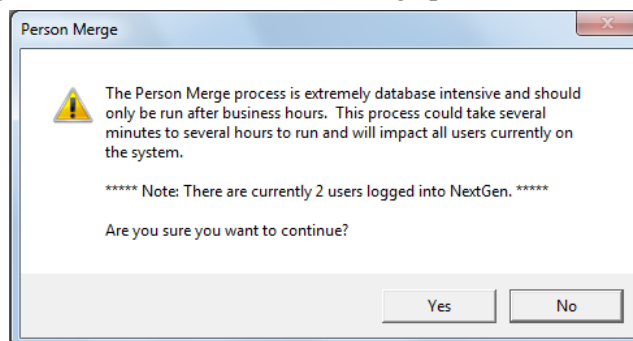 Person Merge
The Person Merge process is extremely database intensive and should
only be run after business hours.  This process could take several
minutes to several hours to run and will impact all users currently on
the system.
***** Note: There are currently 2 users logged into NextGen. *****
Are you sure you want to continue?
Yes
No